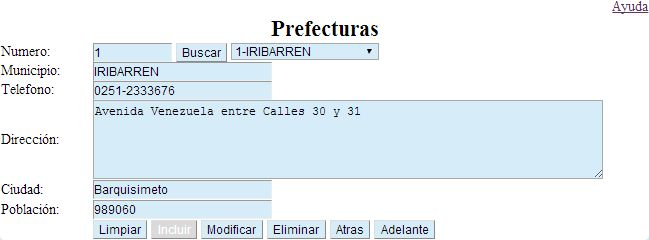 Ayuda
Prefecturas
Numero: 1 Buscar 1-IRIBARREN
Municipio: IRIBARREN
Telefono: 0251-2333676
Dirección: Avenida Venezuela entre Calles 30 y 31
Ciudad: Barquisimeto
Población: 989060
Limpiar Incluir Modificar Eliminar Atras Adelante